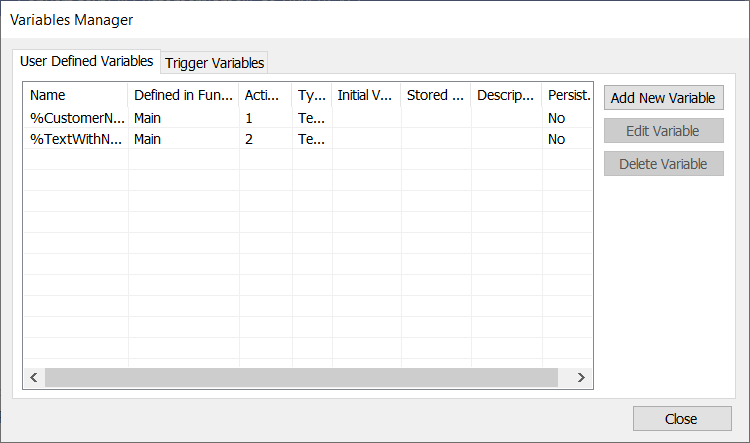 Variables Manager
User Defined Variables Trigger Variables
Name Defined in Fun... Acti... Ty... Initial V... Stored ... Descrip... Persist.
%CustomerN... Main 1 Te... No
%TextWithN... Main 2 Te... No
Add New Variable
Edit Variable
Delete Variable
Close